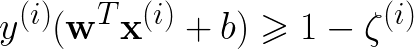 y^{(i)}(\mathbf{w}^T \mathbf{x}^{(i)} + b) \geqslant 1 - \zeta^{(i)}